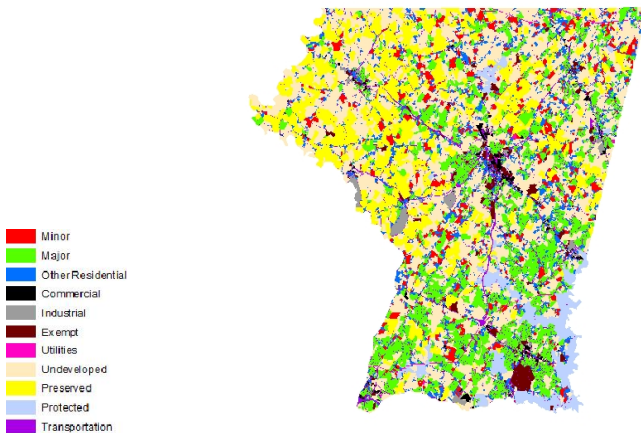 Minor
Major
Other Residential
Commercial
Industrial
Exempt
Utilities
Undeveloped
Preserved
Protected
Transportation